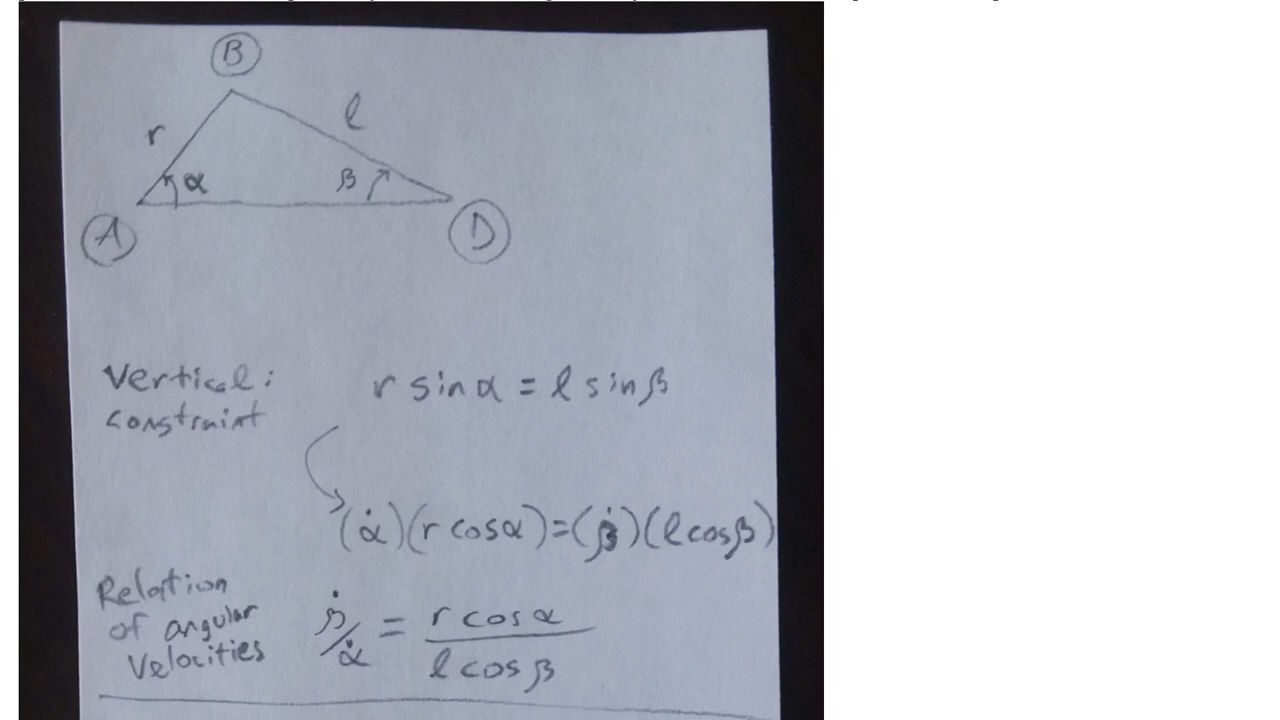 B
r
l
α
β
A
D
Vertical:
constraint
r sin α = l sin β
(α̇)(r cos α) = (β̇)(l cos β)
Relation
of angular
velocities
β̇/α̇ = r cos α / l cos β